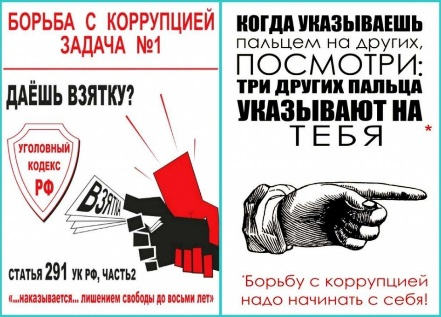 БОРЬБА С КОРРУПЦИЕЙ
ЗАДАЧА №1
ДАЁШЬ ВЗЯТКУ?
УГОЛОВНЫЙ
КОДЕКС
РФ
ВЗЯТКА
СТАТЬЯ 291 УК РФ, ЧАСТЬ2
«...наказывается... лишением свободы до восьми лет»
КОГДА УКАЗЫВАЕШЬ
пальцем на других,
ПОСМОТРИ:
ТРИ ДРУГИХ ПАЛЬЦА
УКАЗЫВАЮТ НА
ТЕБЯ *
*Борьбу с коррупцией
надо начинать с себя!